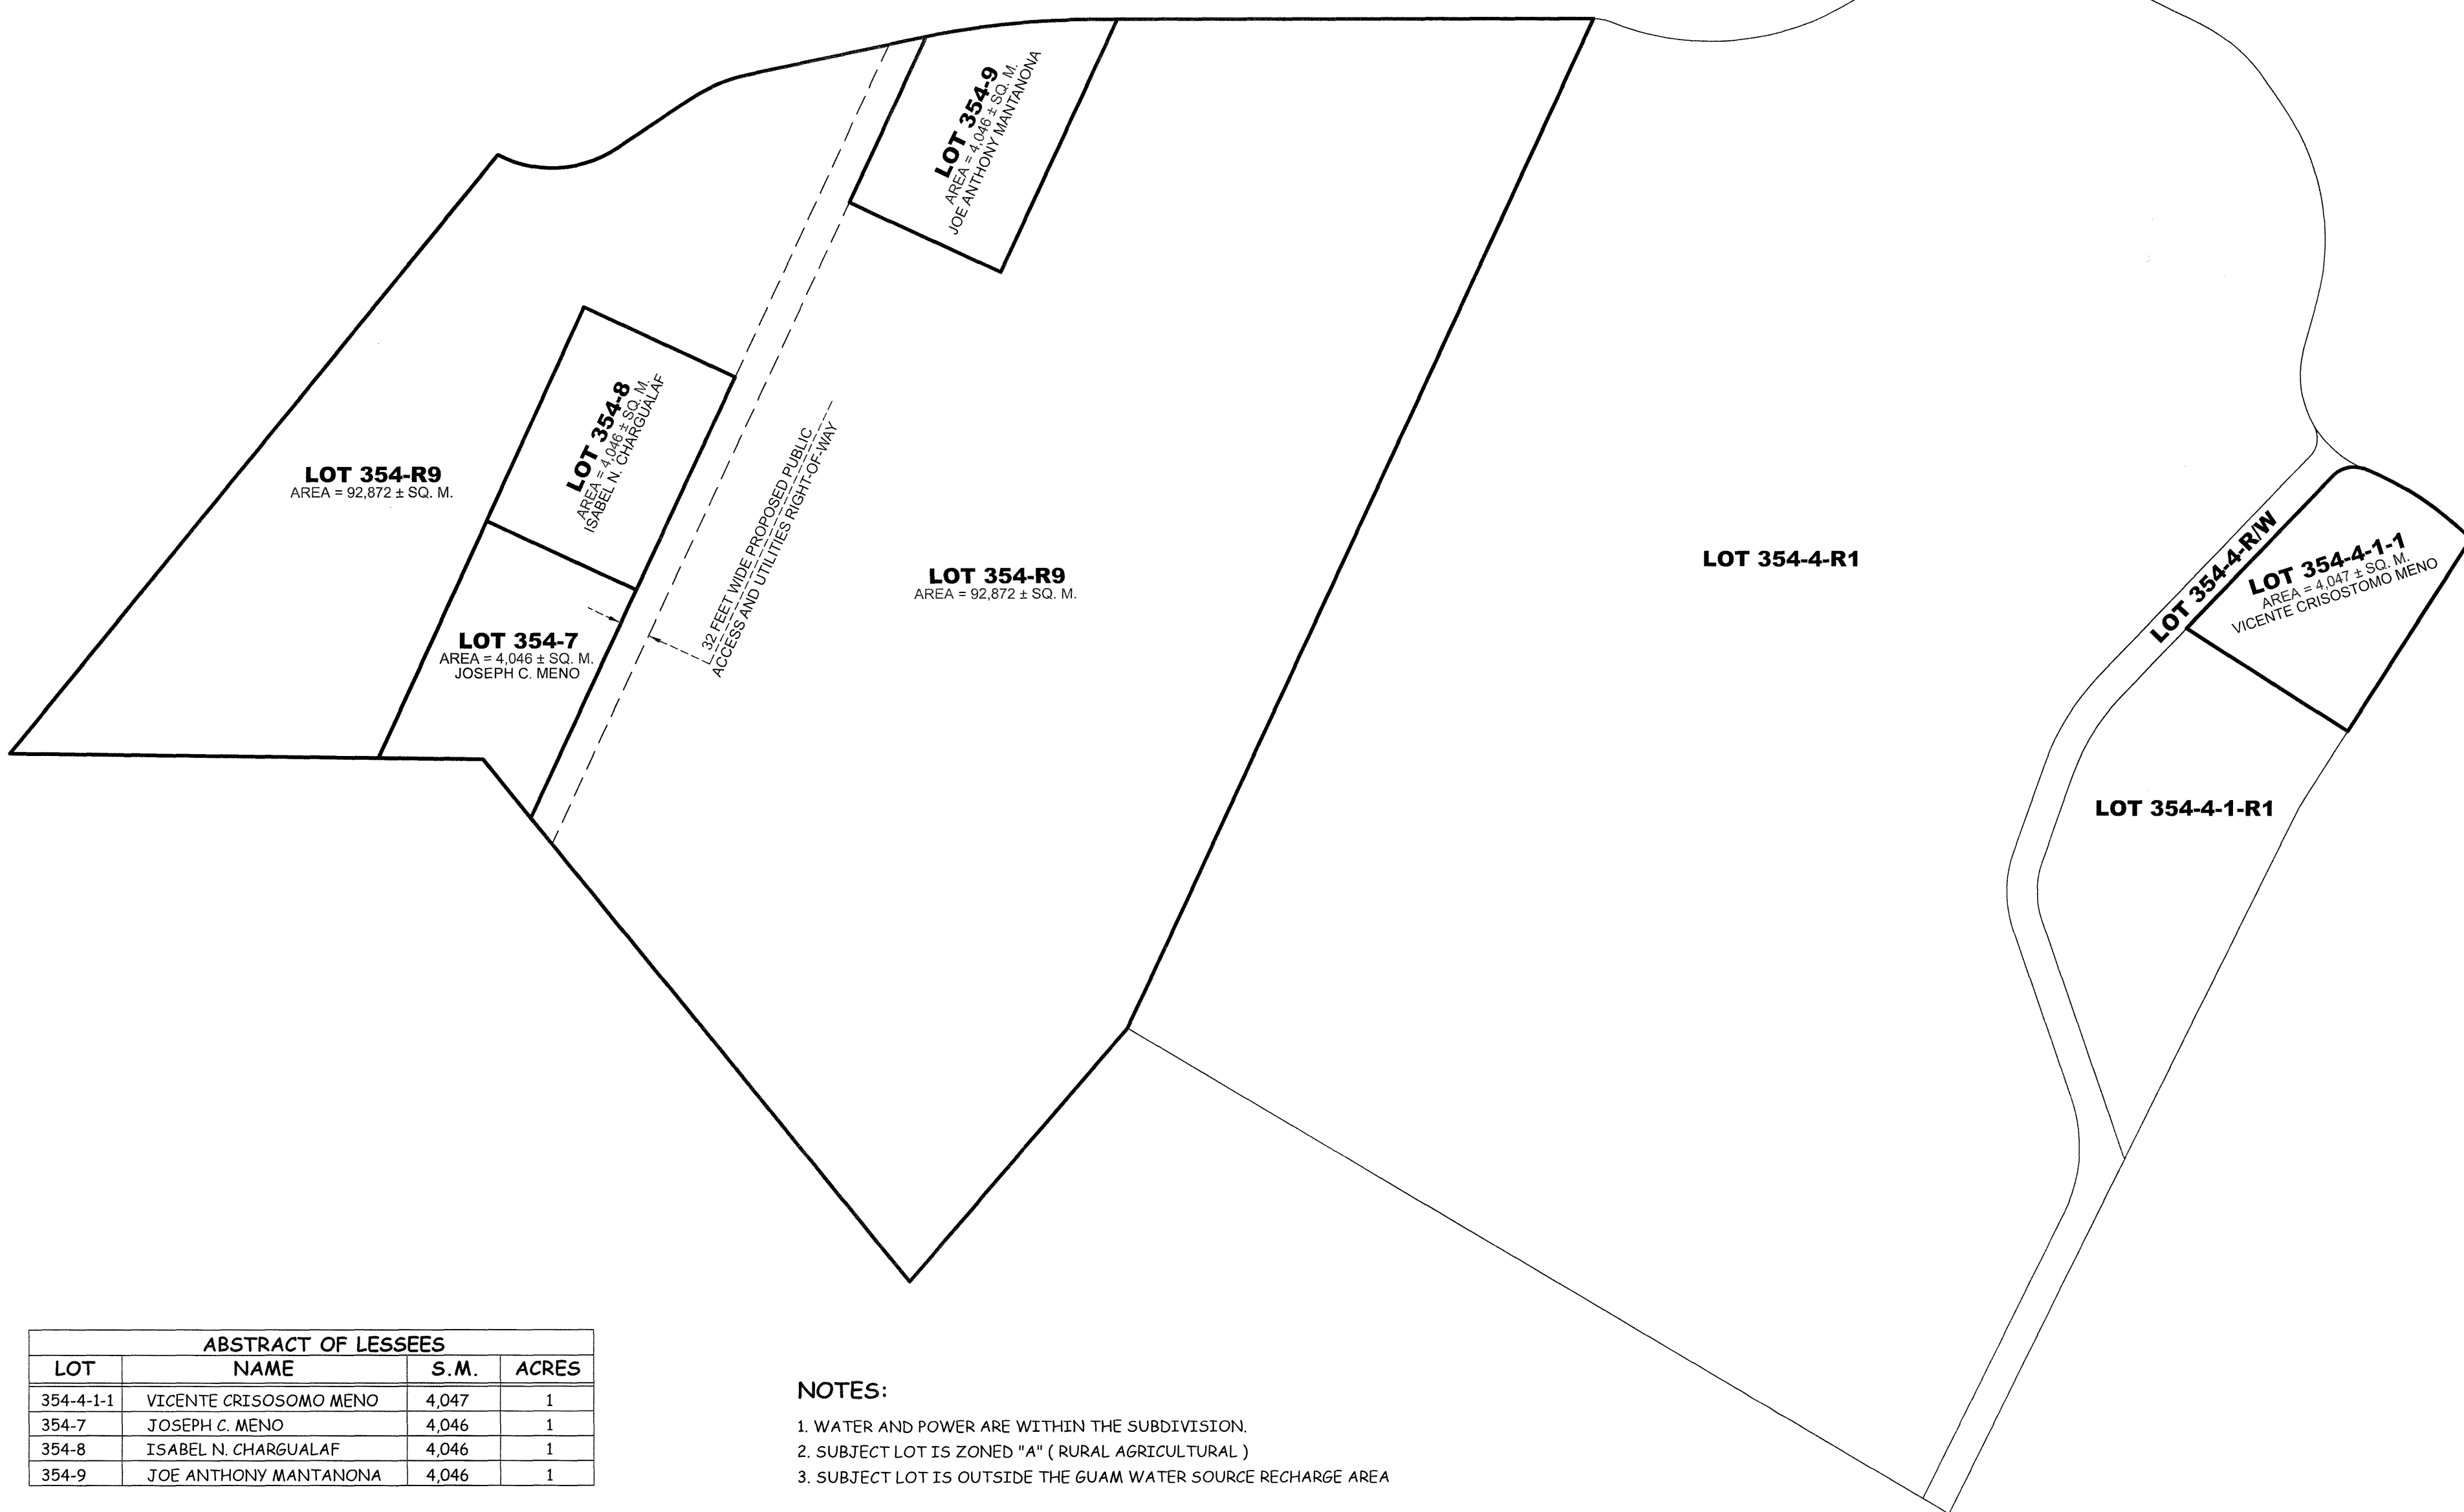 LOT 354-9
AREA = 4,046 ± SQ. M.
JOE ANTHONY MANTANONA
LOT 354-8
AREA = 4,046 ± SQ. M.
ISABEL N. CHARGUALAF
LOT 354-R9
AREA = 92,872 ± SQ. M.
32 FEET WIDE PROPOSED PUBLIC
ACCESS AND UTILITIES RIGHT-OF-WAY
LOT 354-7
AREA = 4,046 ± SQ. M.
JOSEPH C. MENO
LOT 354-R9
AREA = 92,872 ± SQ. M.
LOT 354-4-R1
LOT 354-4-R/W
LOT 354-4-1-1
AREA = 4,047 ± SQ. M.
VICENTE CRISOSTOMO MENO
LOT 354-4-1-R1
ABSTRACT OF LESSEES
LOT NAME S.M. ACRES
354-4-1-1 VICENTE CRISOSOMO MENO 4,047 1
354-7 JOSEPH C. MENO 4,046 1
354-8 ISABEL N. CHARGUALAF 4,046 1
354-9 JOE ANTHONY MANTANONA 4,046 1
NOTES:
1. WATER AND POWER ARE WITHIN THE SUBDIVISION.
2. SUBJECT LOT IS ZONED "A" ( RURAL AGRICULTURAL )
3. SUBJECT LOT IS OUTSIDE THE GUAM WATER SOURCE RECHARGE AREA